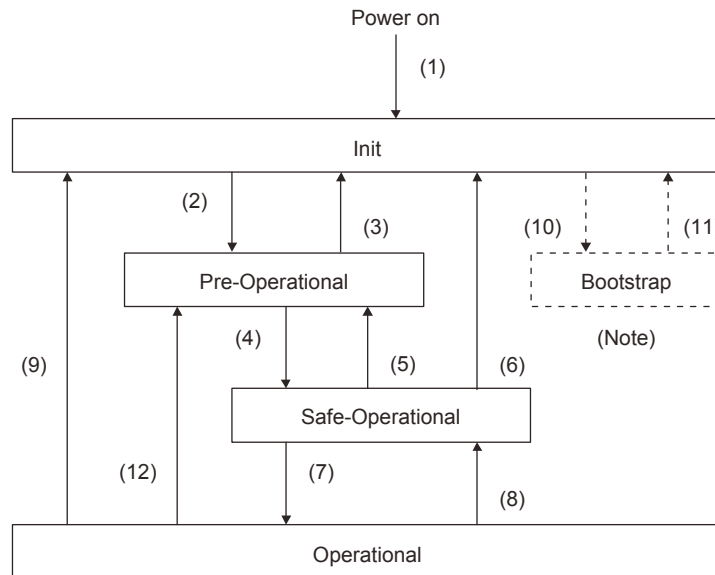 Power on
(1)
Init
(2)
(3)
(10)
(11
Pre-Operational
Bootstrap
(4)
(Note)
(9)
(5)
(6)
Safe-Operational
(12)
(7)
(8)
Operational